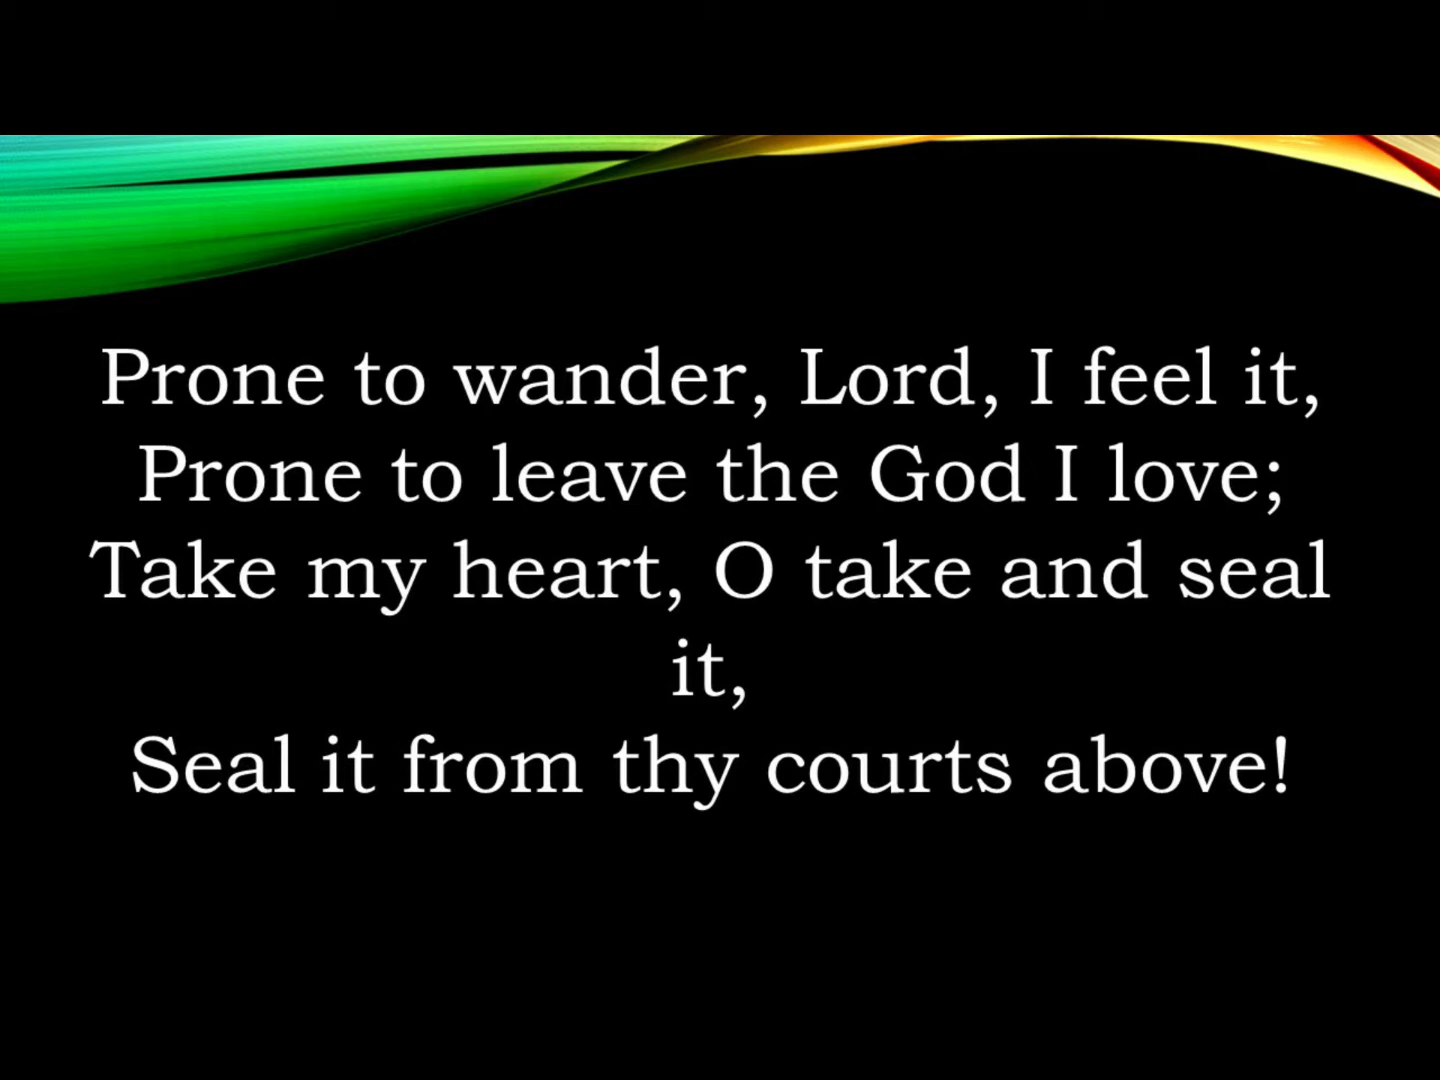 Prone to wander, Lord, I feel it,
Prone to leave the God I love;
Take my heart, O take and seal
it,
Seal it from thy courts above!